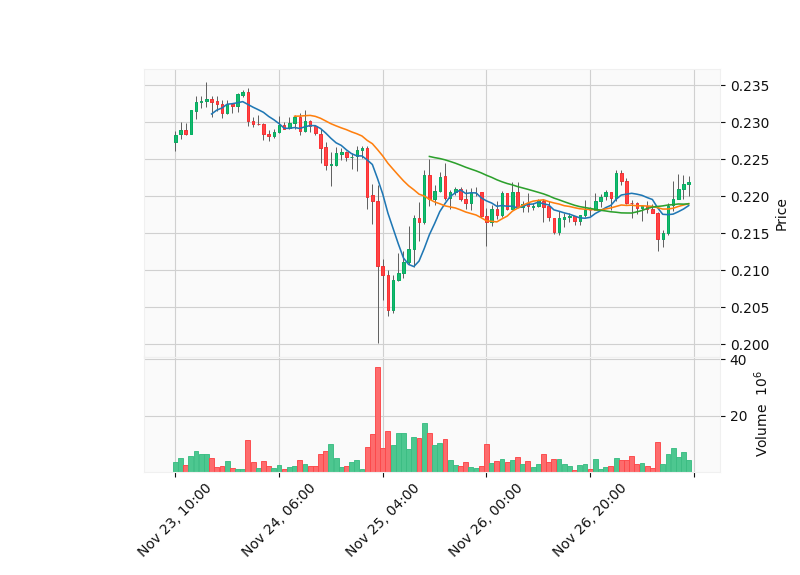 0.235
0.230
0.225
0.220
0.215
0.210
0.205
0.200
Price
40
20
Volume 10^6
Nov 23, 10:00
Nov 24, 06:00
Nov 25, 04:00
Nov 26, 00:00
Nov 26, 20:00